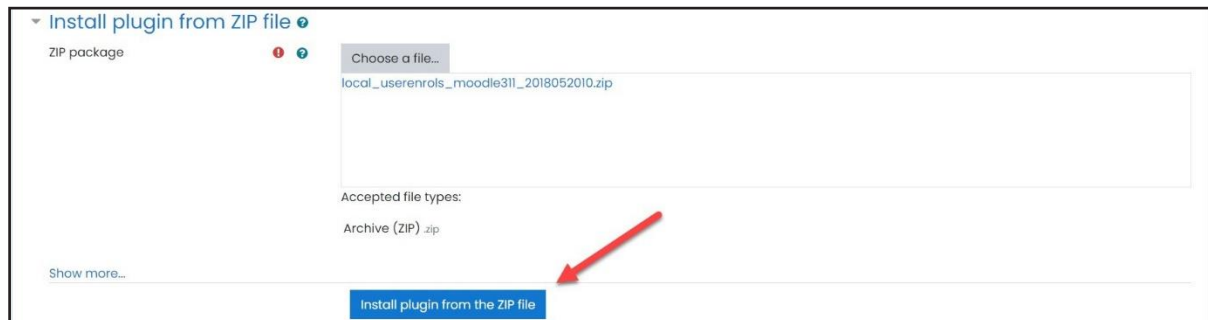 Install plugin from ZIP file
ZIP package
Choose a file...
local_userenrols_moodle311_2018052010.zip
Accepted file types:
Archive (ZIP) .zip
Show more...
Install plugin from the ZIP file